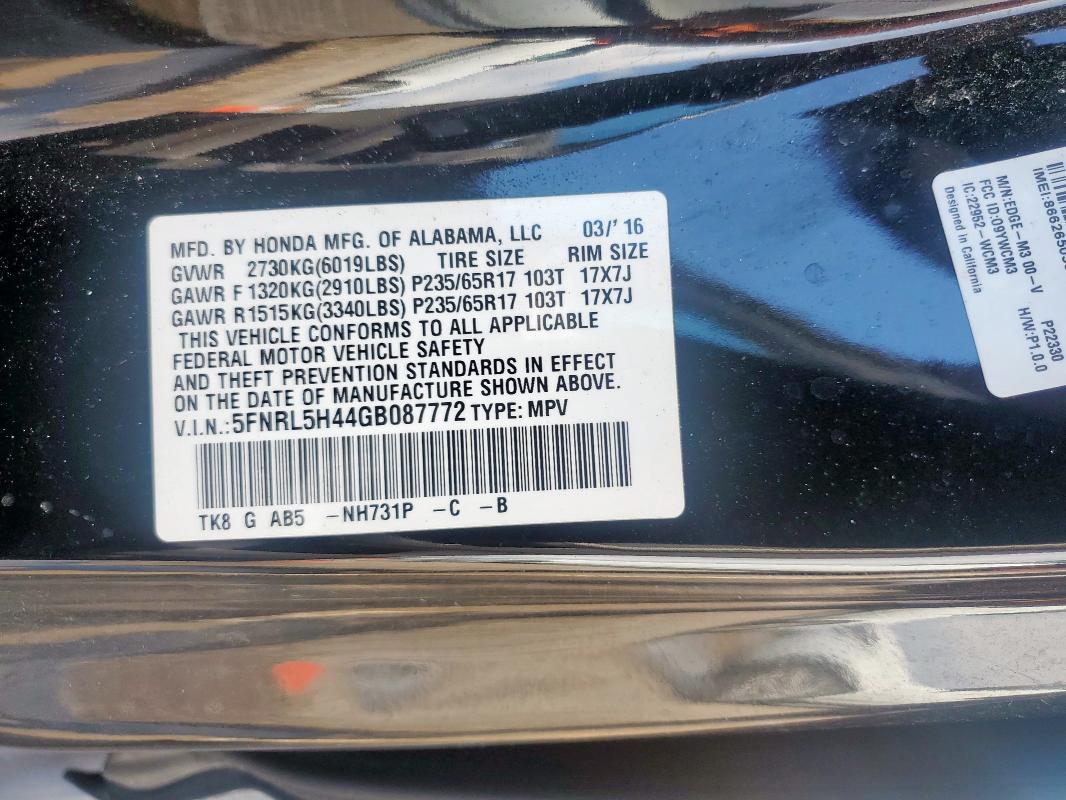 MFD. BY HONDA MFG. OF ALABAMA, LLC 03/' 16
GVWR 2730KG(6019LBS) TIRE SIZE RIM SIZE
GAWR F 1320KG(2910LBS) P235/65R17 103T 17X7J
GAWR R1515KG(3340LBS) P235/65R17 103T 17X7J
THIS VEHICLE CONFORMS TO ALL APPLICABLE
FEDERAL MOTOR VEHICLE SAFETY
AND THEFT PREVENTION STANDARDS IN EFFECT
ON THE DATE OF MANUFACTURE SHOWN ABOVE.
V.I.N.:5FNRL5H44GB087772 TYPE: MPV
TK8 G AB5 -NH731P -C -B
M/N:EDGE-M3 00-V P22330
FCC ID:O9YWCM3 H/W:P1.0.0
IC:22952-WCM3
Designed in California